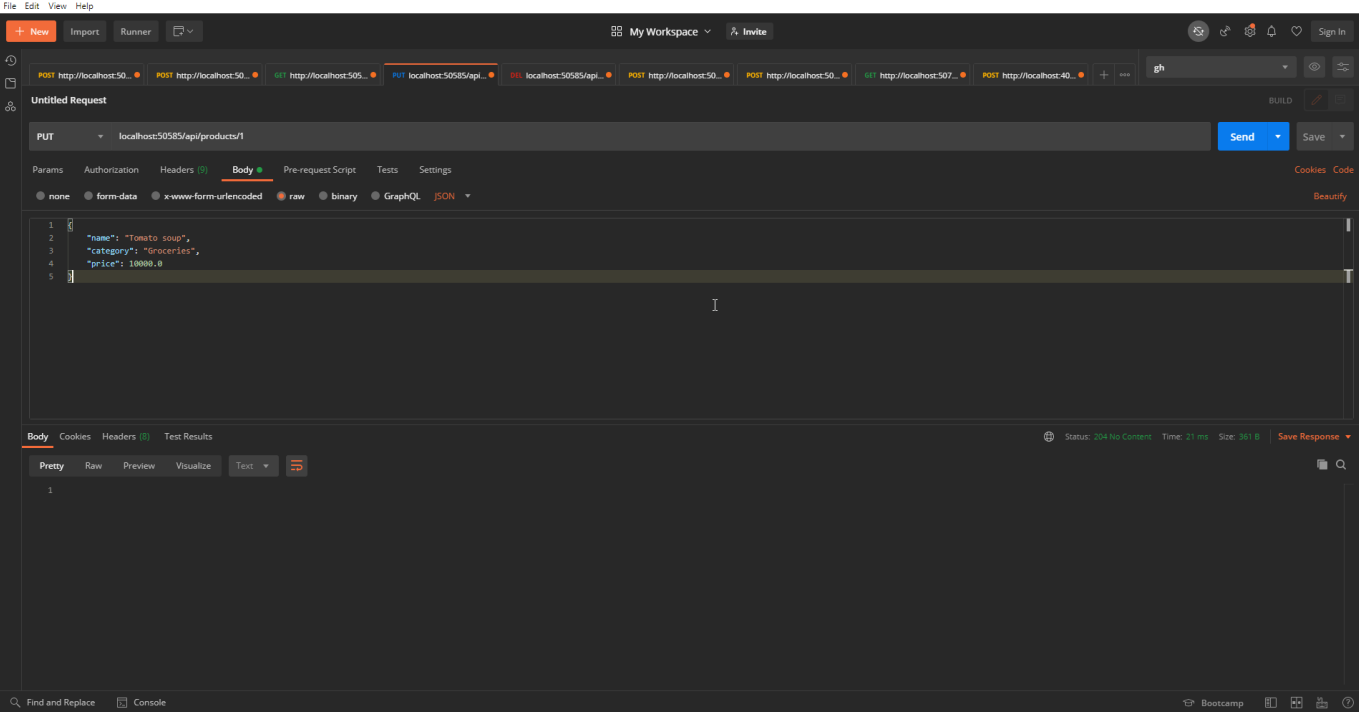 File Edit View Help
+ New Import Runner My Workspace Invite Sign In
POST http://localhost:50... POST http://localhost:50... GET http://localhost:505... PUT localhost:50585/api... DEL localhost:50585/api... POST http://localhost:50... POST http://localhost:50... GET http://localhost:507... POST http://localhost:40... + ooo gh
Untitled Request BUILD
PUT localhost:50585/api/products/1 Send Save
Params Authorization Headers (9) Body Pre-request Script Tests Settings Cookies Code
none form-data x-www-form-urlencoded raw binary GraphQL JSON Beautify
1 {
2 "name": "Tomato soup",
3 "category": "Groceries",
4 "price": 10000.0
5 }
Body Cookies Headers (8) Test Results Status: 204 No Content Time: 21 ms Size: 361 B Save Response
Pretty Raw Preview Visualize Text
1
Find and Replace Console Bootcamp